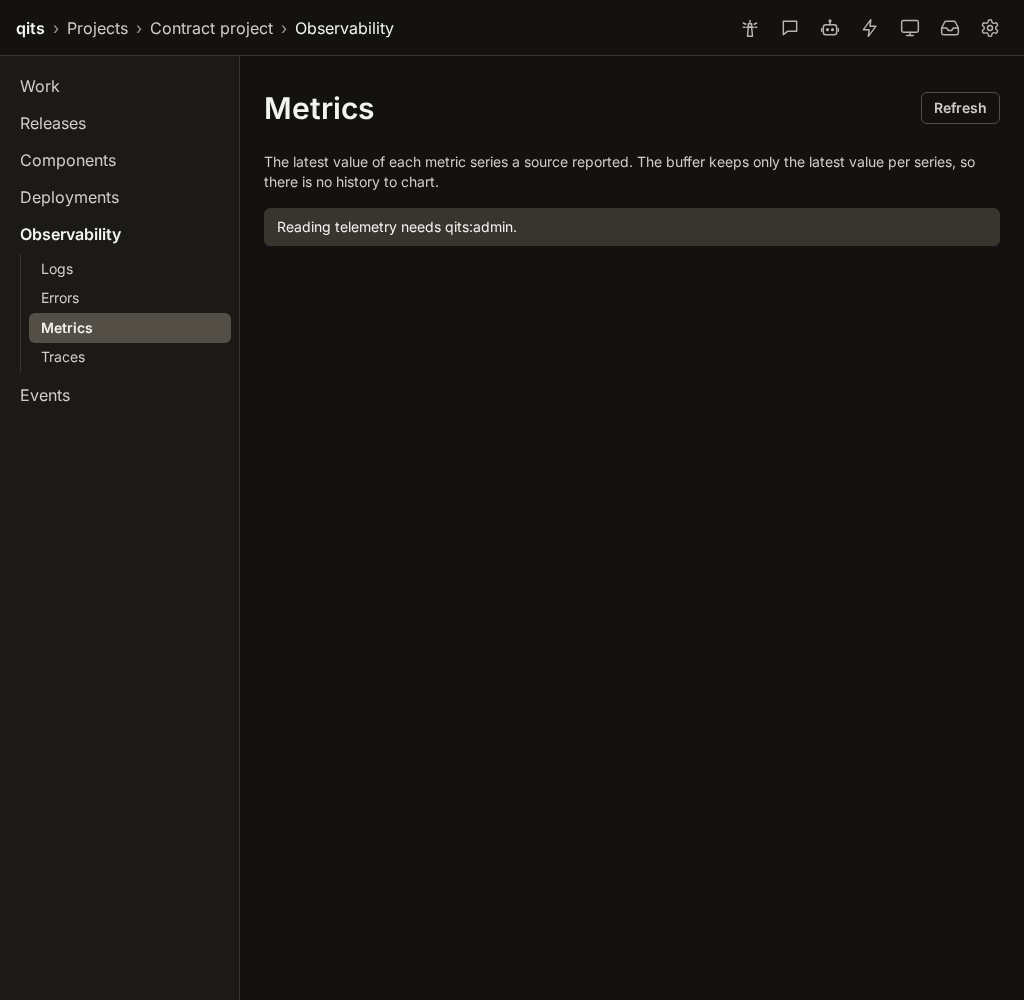 qits › Projects › Contract project › Observability
Work
Releases
Components
Deployments
Observability
Logs
Errors
Metrics
Traces
Events
Metrics
Refresh
The latest value of each metric series a source reported. The buffer keeps only the latest value per series, so
there is no history to chart.
Reading telemetry needs qits:admin.